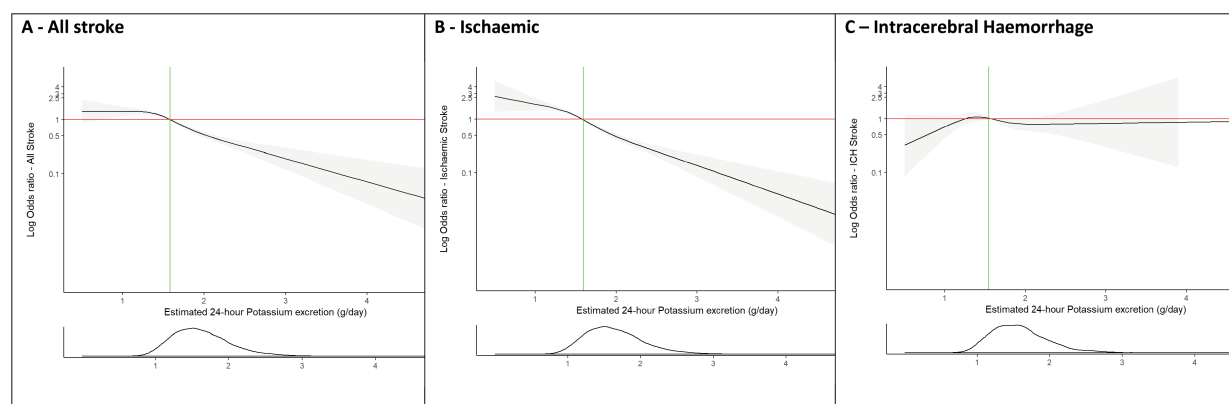 A - All stroke
Log Odds ratio - All Stroke
4
3
2.5
1
0.5
0.1
1 2 3 4
Estimated 24-hour Potassium excretion (g/day)
1 2 3 4
B - Ischaemic
Log Odds ratio - Ischaemic Stroke
4
3
2.5
1
0.5
0.1
1 2 3 4
Estimated 24-hour Potassium excretion (g/day)
1 2 3 4
C – Intracerebral Haemorrhage
Log Odds ratio - ICH Stroke
4
3
2.5
1
0.5
0.1
1 2 3 4
Estimated 24-hour Potassium excretion (g/day)
1 2 3 4